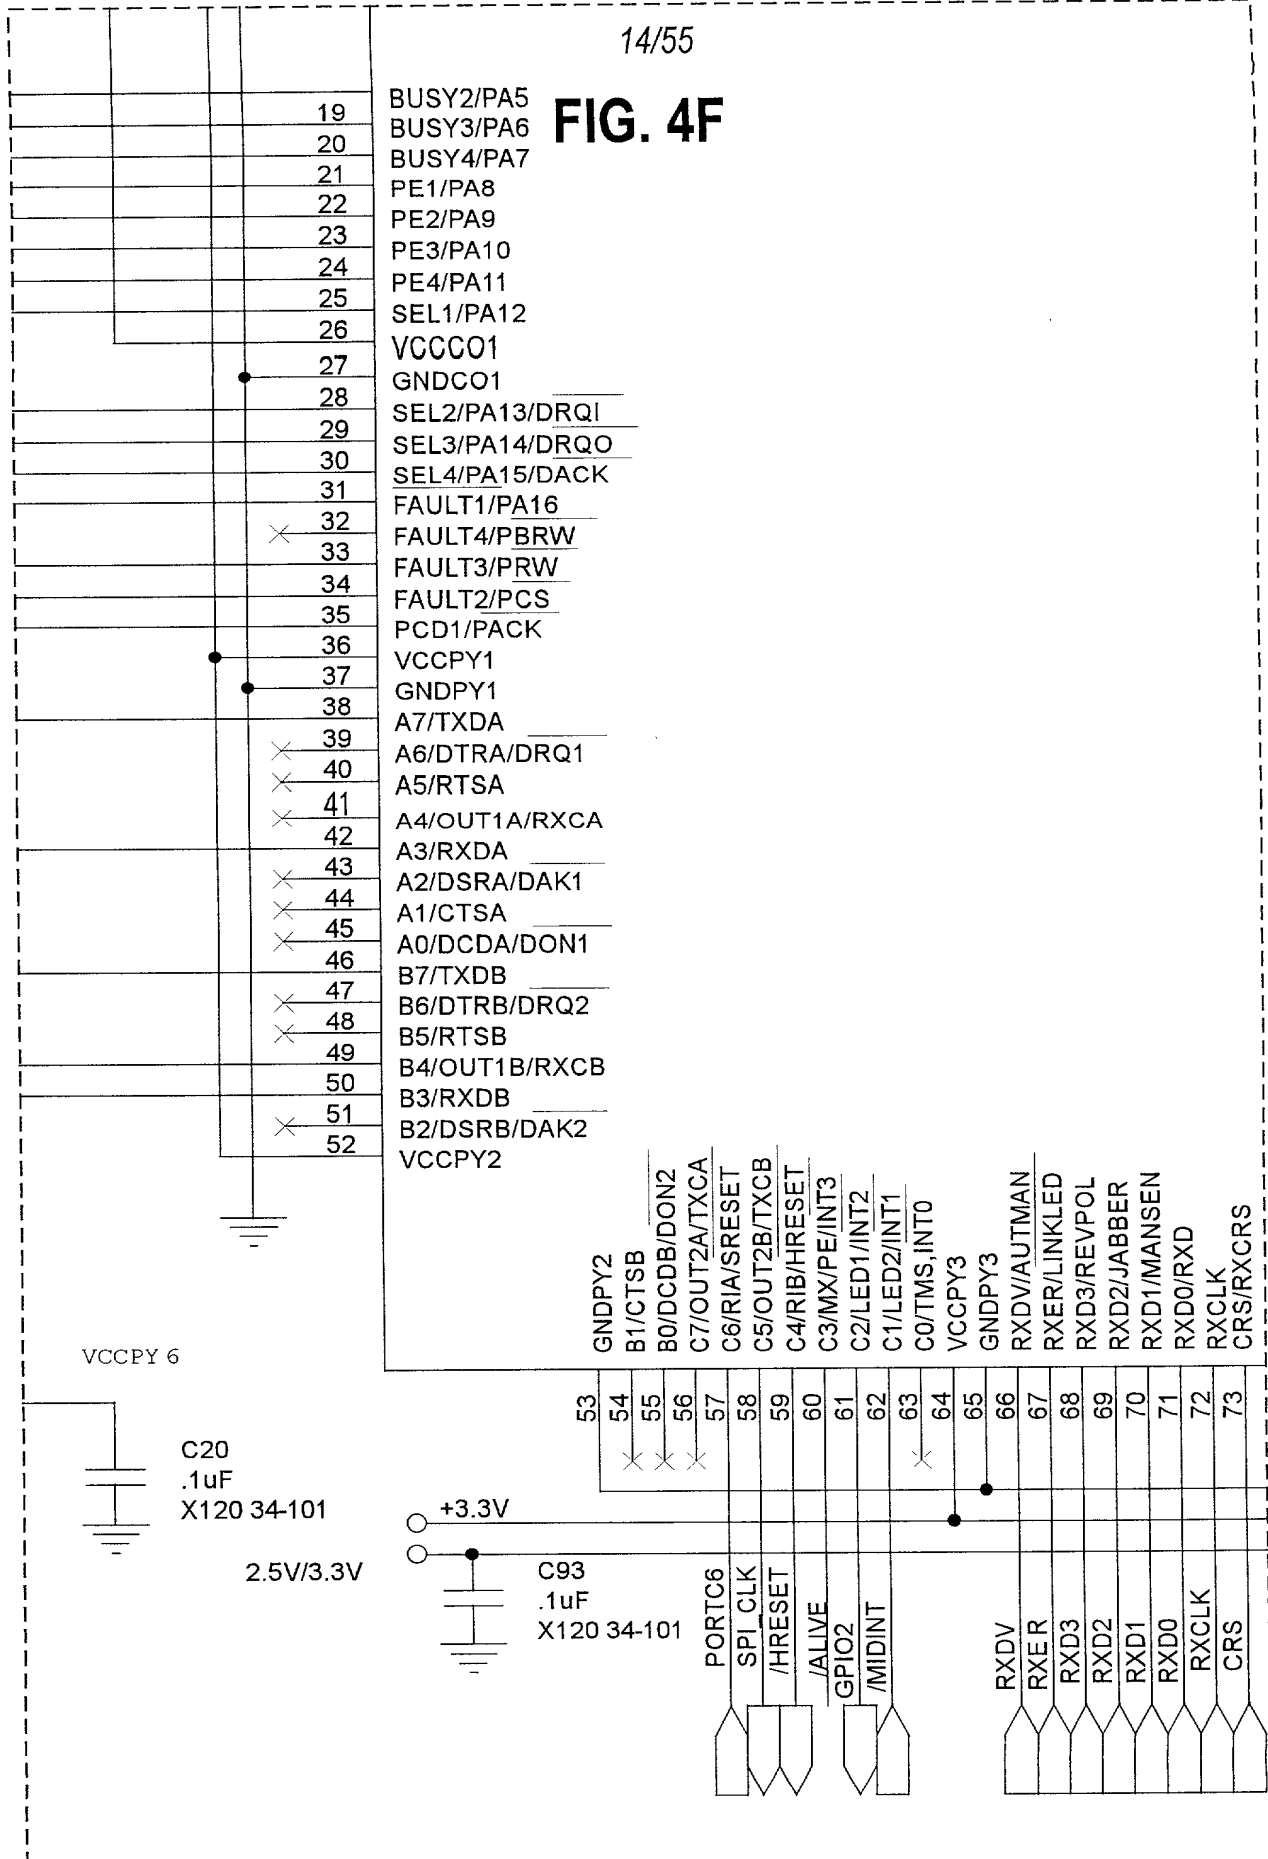 14/55
FIG. 4F
BUSY2/PA5
19
BUSY3/PA6
20
BUSY4/PA7
21
PE1/PA8
22
PE2/PA9
23
PE3/PA10
24
PE4/PA11
25
SEL1/PA12
26
VCCCO1
27
GNDCO1
28
SEL2/PA13/DRQI
29
SEL3/PA14/DRQO
30
SEL4/PA15/DACK
31
FAULT1/PA16
32
FAULT4/PBRW
33
FAULT3/PRW
34
FAULT2/PCS
35
PCD1/PACK
36
VCCPY1
37
GNDPY1
38
A7/TXDA
39
A6/DTRA/DRQ1
40
A5/RTSA
41
A4/OUT1A/RXCA
42
A3/RXDA
43
A2/DSRA/DAK1
44
A1/CTSA
45
A0/DCDA/DON1
46
B7/TXDB
47
B6/DTRB/DRQ2
48
B5/RTSB
49
B4/OUT1B/RXCB
50
B3/RXDB
51
B2/DSRB/DAK2
52
VCCPY2
GNDPY2
B1/CTSB
B0/DCDB/DON2
C7/OUT2A/TXCA
C6/RIA/SRESET
C5/OUT2B/TXCB
C4/RIB/HRESET
C3/MX/PE/INT3
C2/LED1/INT2
C1/LED2/INT1
C0/TMS,INT0
VCCPY3
GNDPY3
RXDV/AUTMAN
RXER/LINKLED
RXD3/REVPOL
RXD2/JABBER
RXD1/MANSEN
RXD0/RXD
RXCLK
CRS/RXCRS
53
54
55
56
57
58
59
60
61
62
63
64
65
66
67
68
69
70
71
72
73
VCCPY 6
C20
.1uF
X120 34-101
+3.3V
2.5V/3.3V
C93
.1uF
X120 34-101
PORTC6
SPI_CLK
/HRESET
/ALIVE
GPIO2
/MIDINT
RXDV
RXER
RXD3
RXD2
RXD1
RXD0
RXCLK
CRS